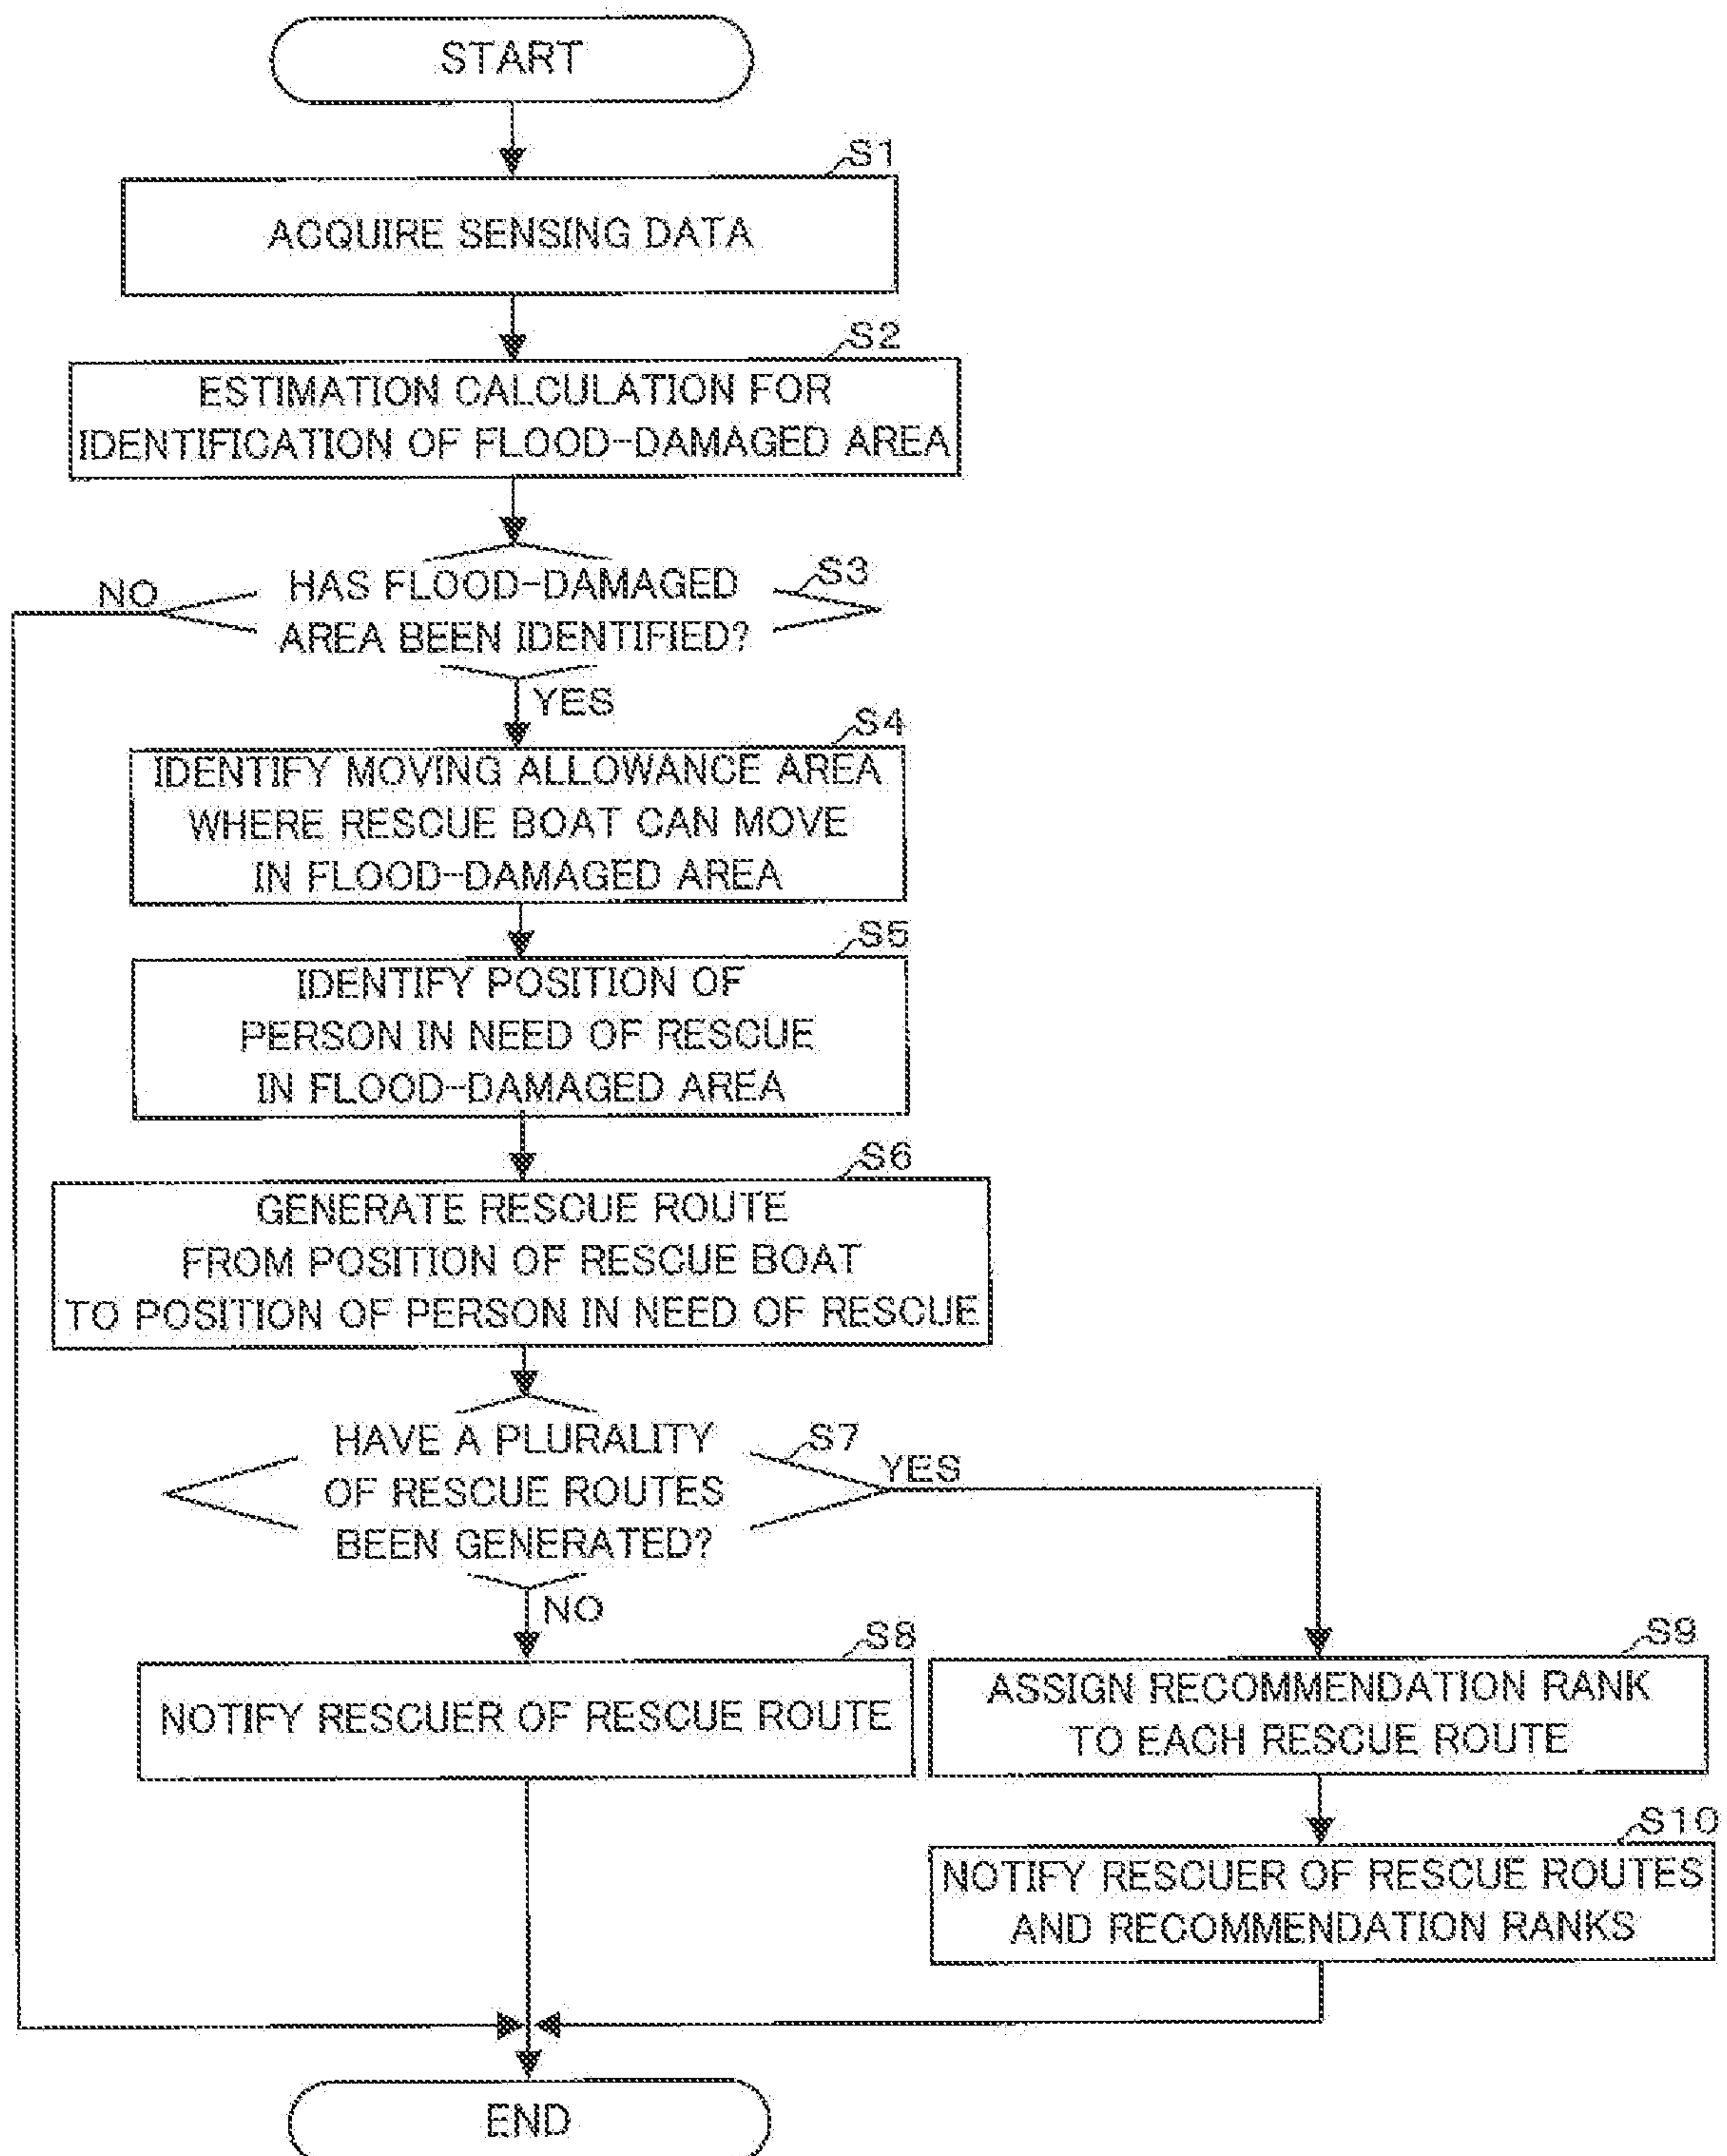 START
S1
ACQUIRE SENSING DATA
S2
ESTIMATION CALCULATION FOR
IDENTIFICATION OF FLOOD-DAMAGED AREA
S3
NO
HAS FLOOD-DAMAGED
AREA BEEN IDENTIFIED?
YES
S4
IDENTIFY MOVING ALLOWANCE AREA
WHERE RESCUE BOAT CAN MOVE
IN FLOOD-DAMAGED AREA
S5
IDENTIFY POSITION OF
PERSON IN NEED OF RESCUE
IN FLOOD-DAMAGED AREA
S6
GENERATE RESCUE ROUTE
FROM POSITION OF RESCUE BOAT
TO POSITION OF PERSON IN NEED OF RESCUE
S7
HAVE A PLURALITY
OF RESCUE ROUTES
BEEN GENERATED?
YES
NO
S8
NOTIFY RESCUER OF RESCUE ROUTE
S9
ASSIGN RECOMMENDATION RANK
TO EACH RESCUE ROUTE
S10
NOTIFY RESCUER OF RESCUE ROUTES
AND RECOMMENDATION RANKS
END